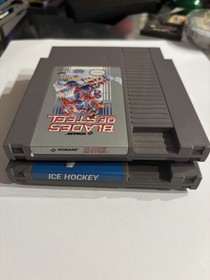 BLADES
OF STEEL
KONAMI
ICE HOCKEY